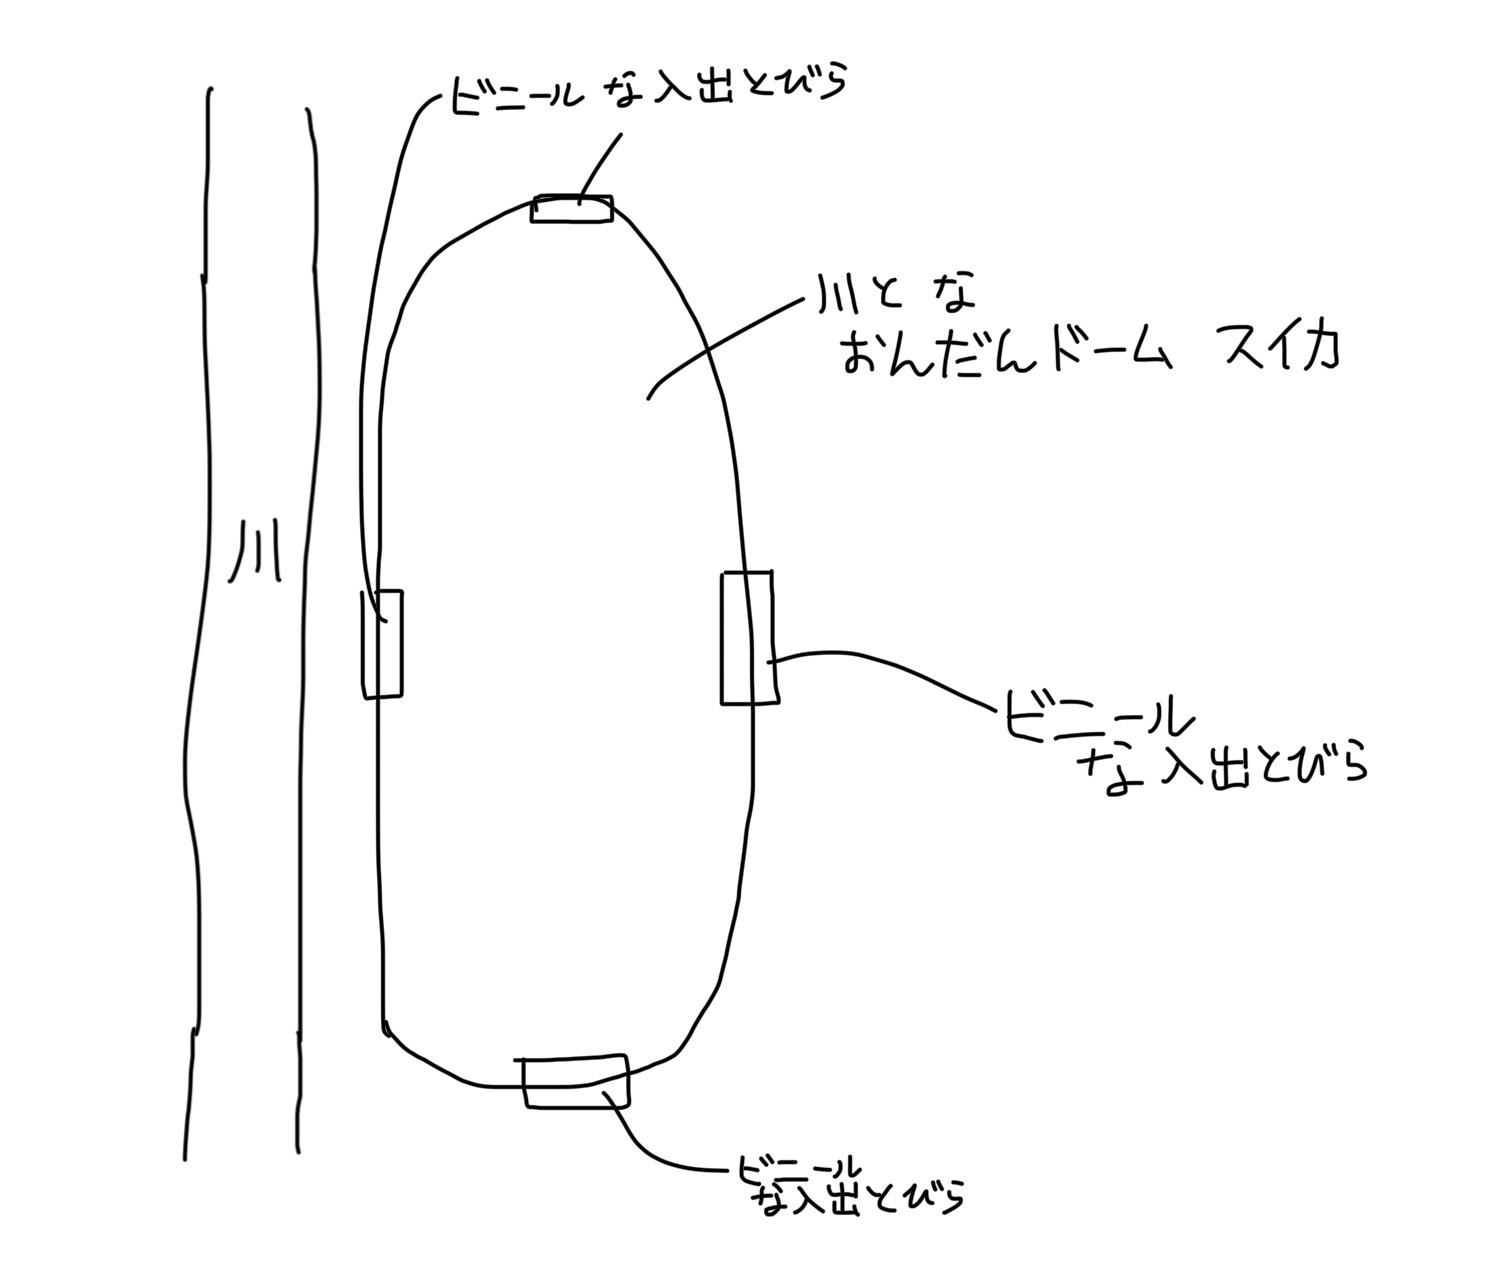 ビニール な入出とびら
川と な
おんだんドーム スイカ
川
ビニール
な入出とびら
ビニール
な入出とびら